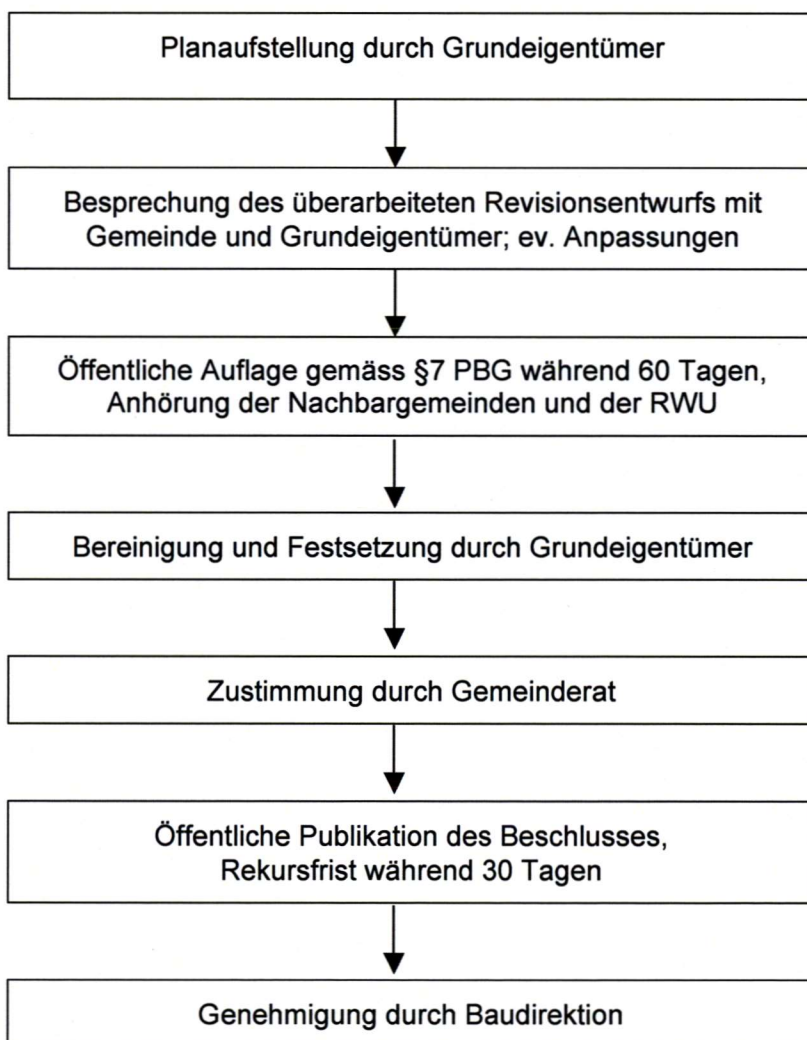 Planaufstellung durch Grundeigentümer
Besprechung des überarbeiteten Revisionsentwurfs mit
Gemeinde und Grundeigentümer; ev. Anpassungen
Öffentliche Auflage gemäss §7 PBG während 60 Tagen,
Anhörung der Nachbargemeinden und der RWU
Bereinigung und Festsetzung durch Grundeigentümer
Zustimmung durch Gemeinderat
Öffentliche Publikation des Beschlusses,
Rekursfrist während 30 Tagen
Genehmigung durch Baudirektion